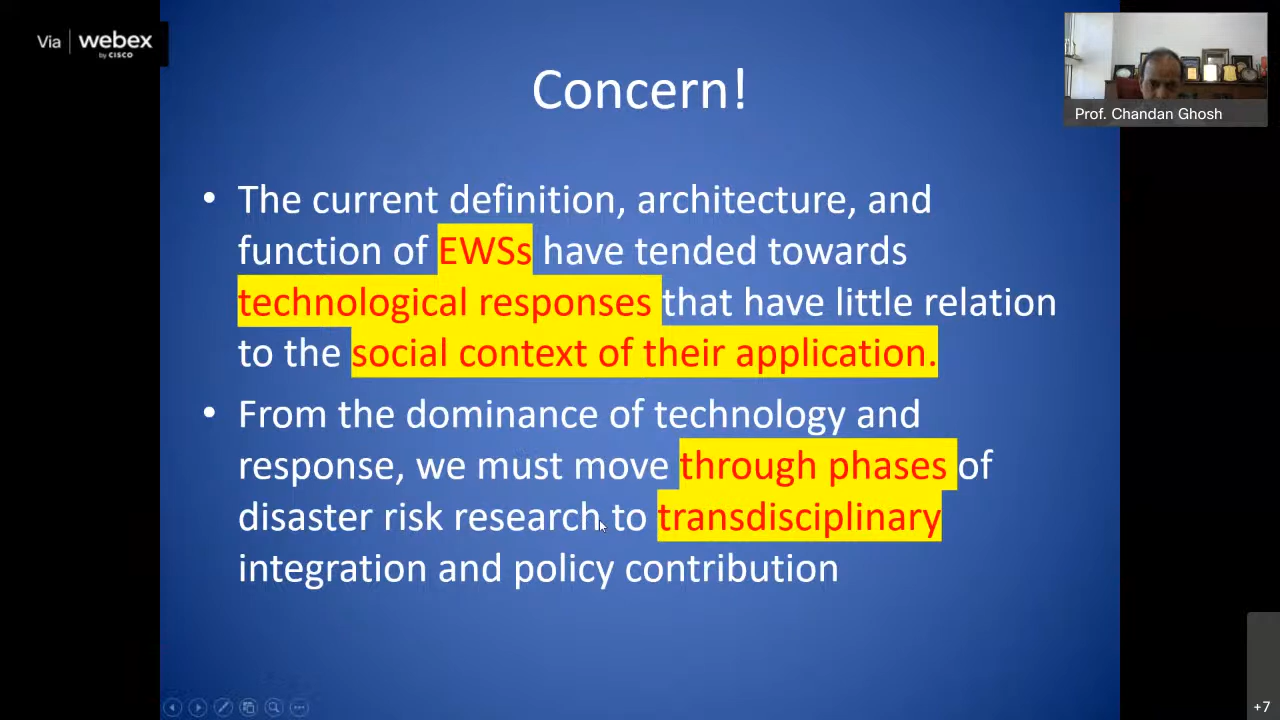 Via webex
by CISCO
Concern!
Prof. Chandan Ghosh
• The current definition, architecture, and
function of EWSs have tended towards
technological responses that have little relation
to the social context of their application.
• From the dominance of technology and
response, we must move through phases of
disaster risk research to transdisciplinary
integration and policy contribution
+7